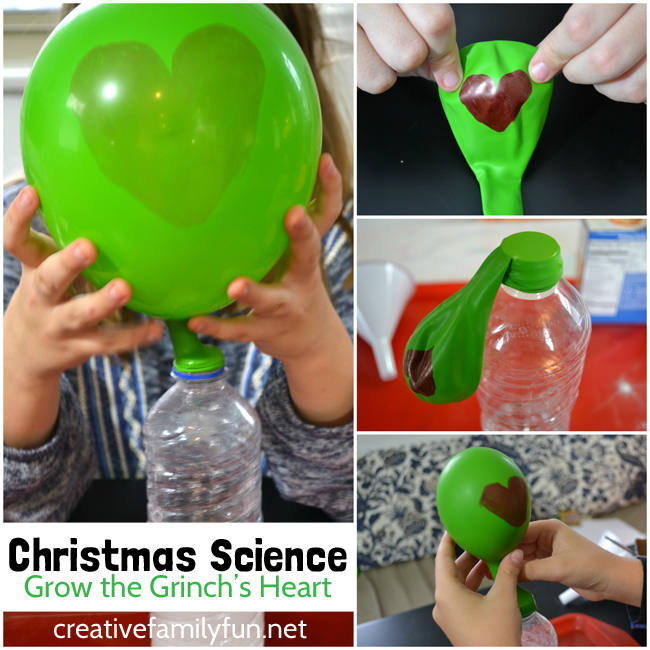 Christmas Science
Grow the Grinch's Heart
creativefamilyfun.net